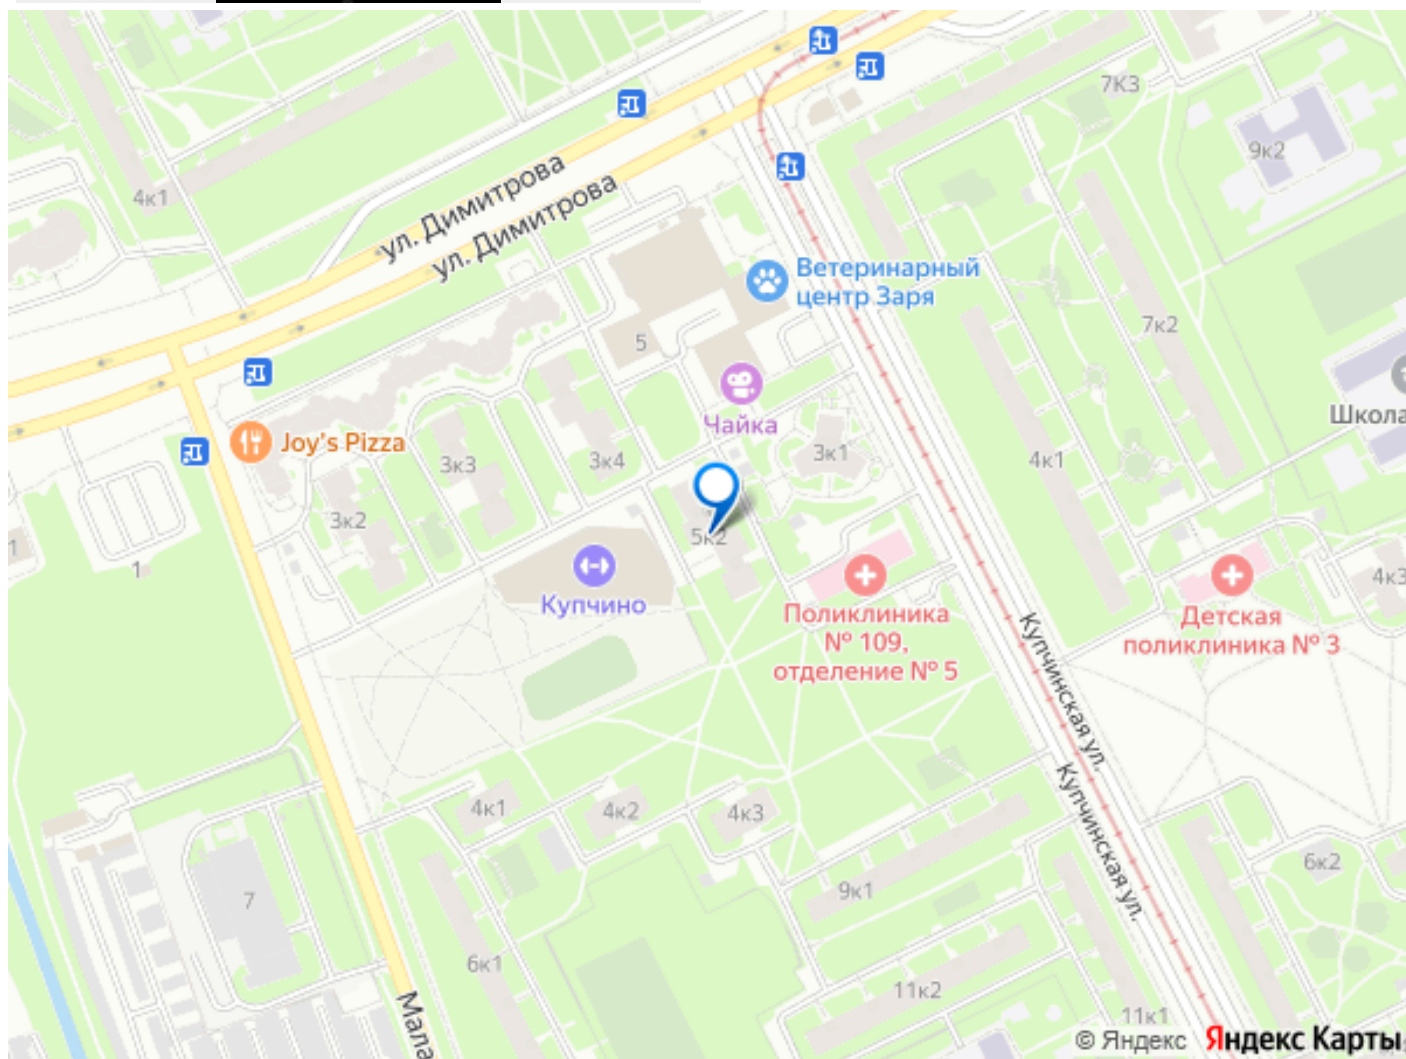 7К3
9к2
4к1
ул. Димитрова
ул. Димитрова
Ветеринарный
центр Заря
7к2
5
Школа
Чайка
Joy's Pizza
3к3
3к4
3к1
4к1
3к2
5к2
1
1
Купчино
Поликлиника
№ 109,
отделение № 5
Детская
поликлиника № 3
4к3
Купчинская ул.
Купчинская ул.
4к1
4к2
4к3
6к2
9к1
7
6к1
11к2
Мала
11к1
© Яндекс Яндекс Карты